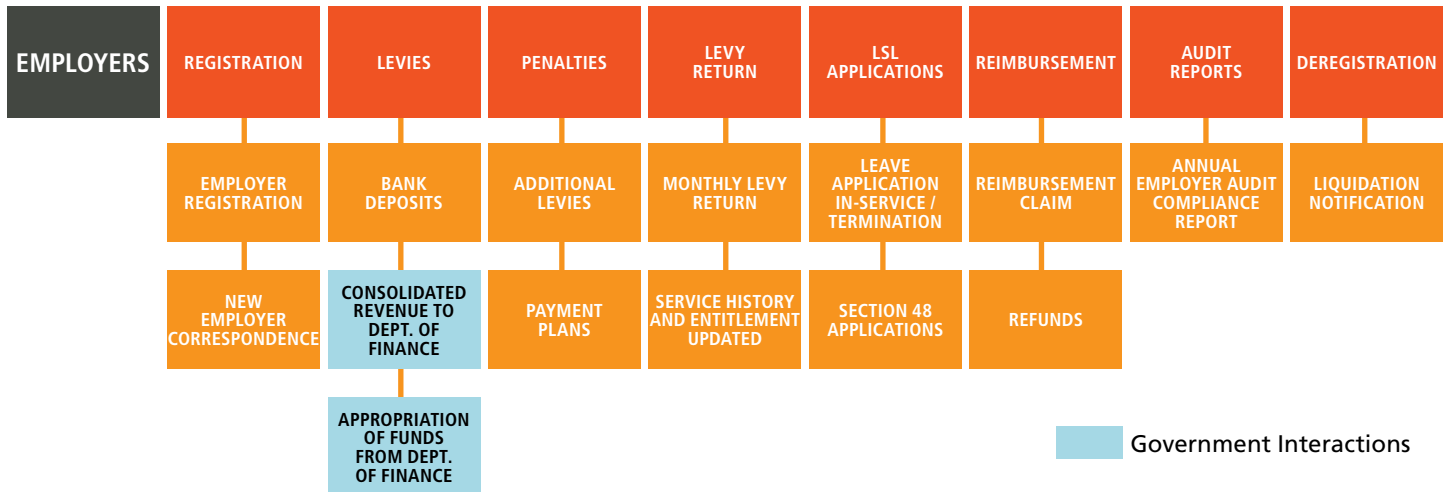 EMPLOYERS
REGISTRATION
LEVIES
PENALTIES
LEVY
RETURN
LSL
APPLICATIONS
REIMBURSEMENT
AUDIT
REPORTS
DEREGISTRATION
EMPLOYER
REGISTRATION
BANK
DEPOSITS
ADDITIONAL
LEVIES
MONTHLY LEVY
RETURN
LEAVE
APPLICATION
IN-SERVICE /
TERMINATION
REIMBURSEMENT
CLAIM
ANNUAL
EMPLOYER AUDIT
COMPLIANCE
REPORT
LIQUIDATION
NOTIFICATION
NEW
EMPLOYER
CORRESPONDENCE
CONSOLIDATED
REVENUE TO
DEPT. OF
FINANCE
PAYMENT
PLANS
SERVICE HISTORY
AND ENTITLEMENT
UPDATED
SECTION 48
APPLICATIONS
REFUNDS
APPROPRIATION
OF FUNDS
FROM DEPT.
OF FINANCE
Government Interactions